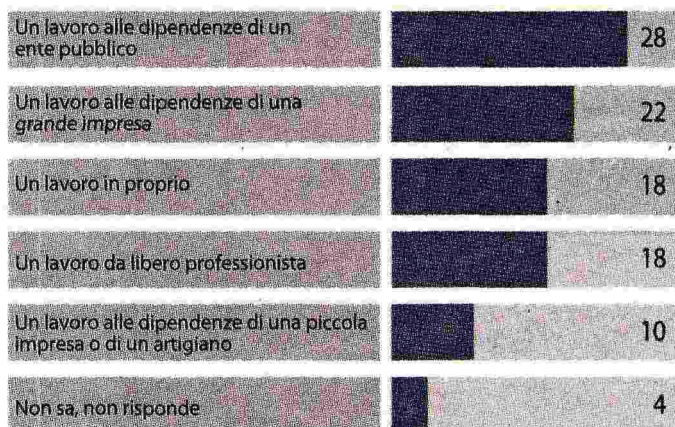 Un lavoro alle dipendenze di un
ente pubblico
28
Un lavoro alle dipendenze di una
grande impresa
22
Un lavoro in proprio
18
Un lavoro da libero professionista
18
Un lavoro alle dipendenze di una piccola
impresa o di un artigiano
10
Non sa, non risponde
4